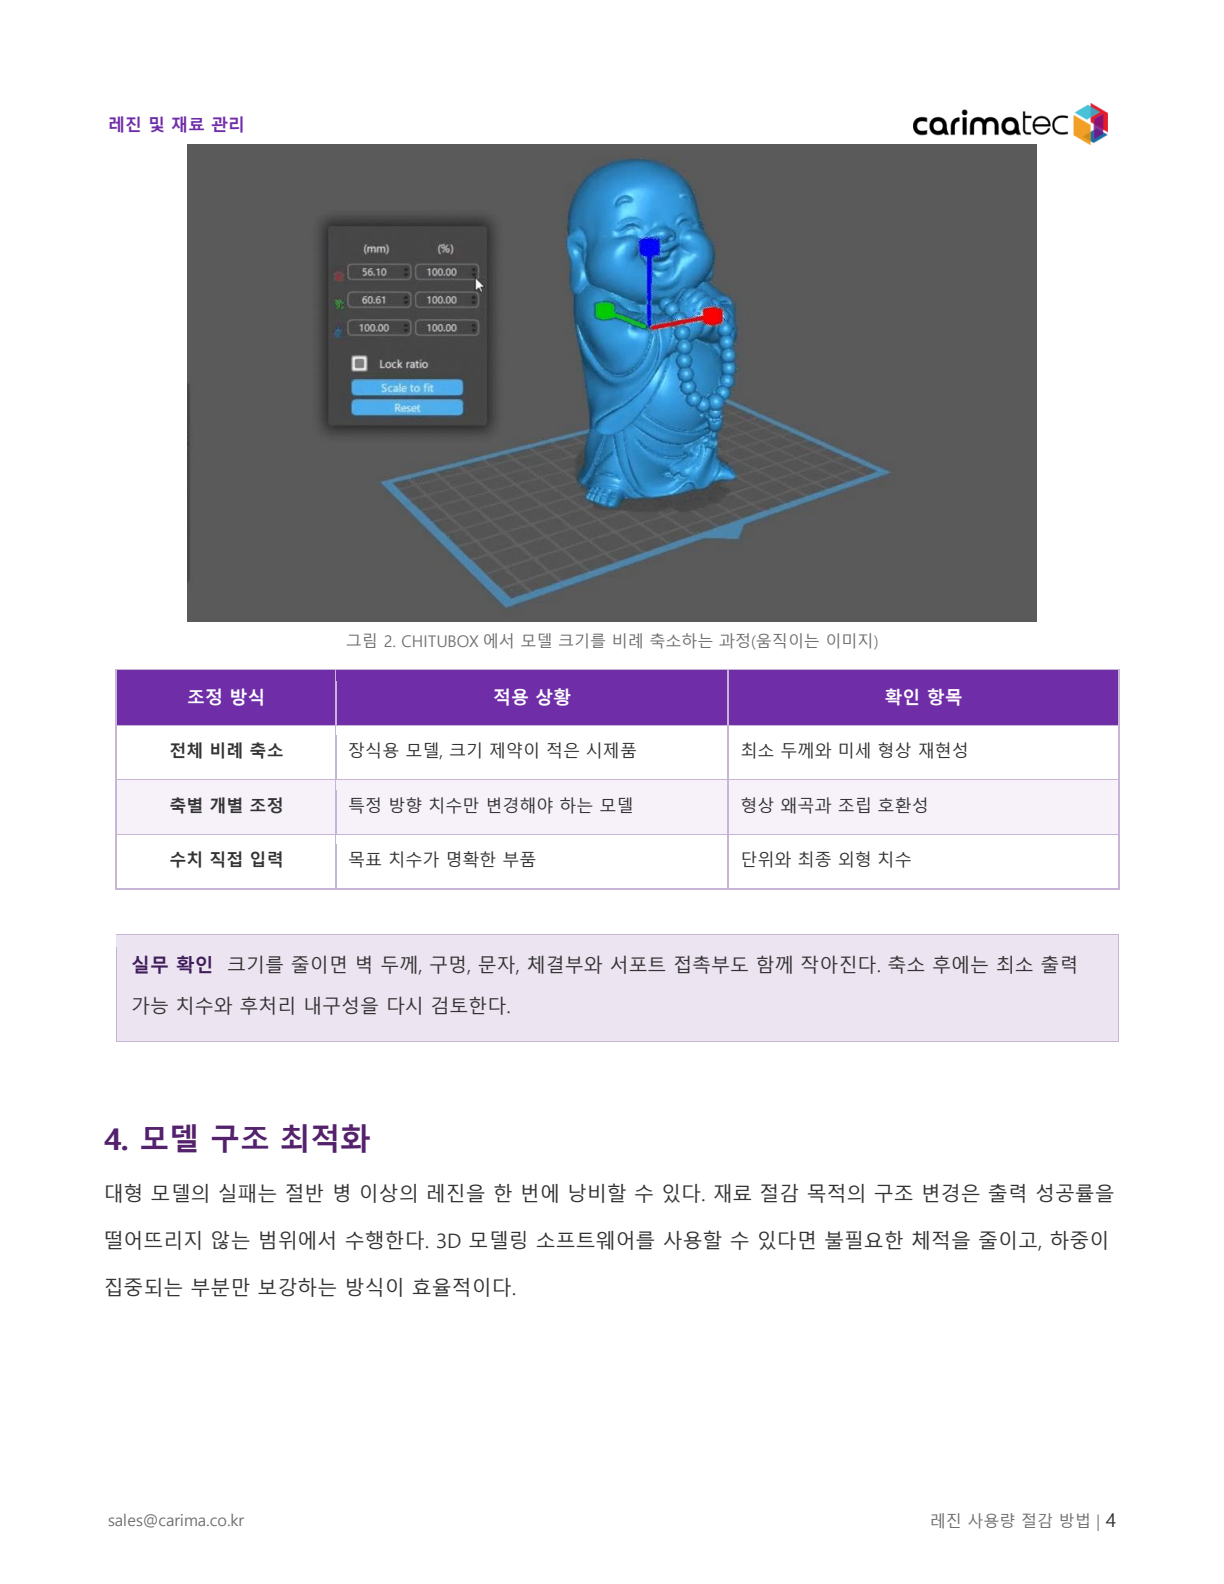 레진 및 재료 관리
carimatec
(mm) (%)
56.10 100.00
60.61 100.00
100.00 100.00
Lock ratio
Scale to fit
Reset
그림 2. CHITUBOX 에서 모델 크기를 비례 축소하는 과정(움직이는 이미지)
조정 방식 적용 상황 확인 항목
전체 비례 축소 장식용 모델, 크기 제약이 적은 시제품 최소 두께와 미세 형상 재현성
축별 개별 조정 특정 방향 치수만 변경해야 하는 모델 형상 왜곡과 조립 호환성
수치 직접 입력 목표 치수가 명확한 부품 단위와 최종 외형 치수
실무 확인 크기를 줄이면 벽 두께, 구멍, 문자, 체결부와 서포트 접촉부도 함께 작아진다. 축소 후에는 최소 출력
가능 치수와 후처리 내구성을 다시 검토한다.
4. 모델 구조 최적화
대형 모델의 실패는 절반 병 이상의 레진을 한 번에 낭비할 수 있다. 재료 절감 목적의 구조 변경은 출력 성공률을
떨어뜨리지 않는 범위에서 수행한다. 3D 모델링 소프트웨어를 사용할 수 있다면 불필요한 체적을 줄이고, 하중이
집중되는 부분만 보강하는 방식이 효율적이다.
sales@carima.co.kr 레진 사용량 절감 방법 | 4